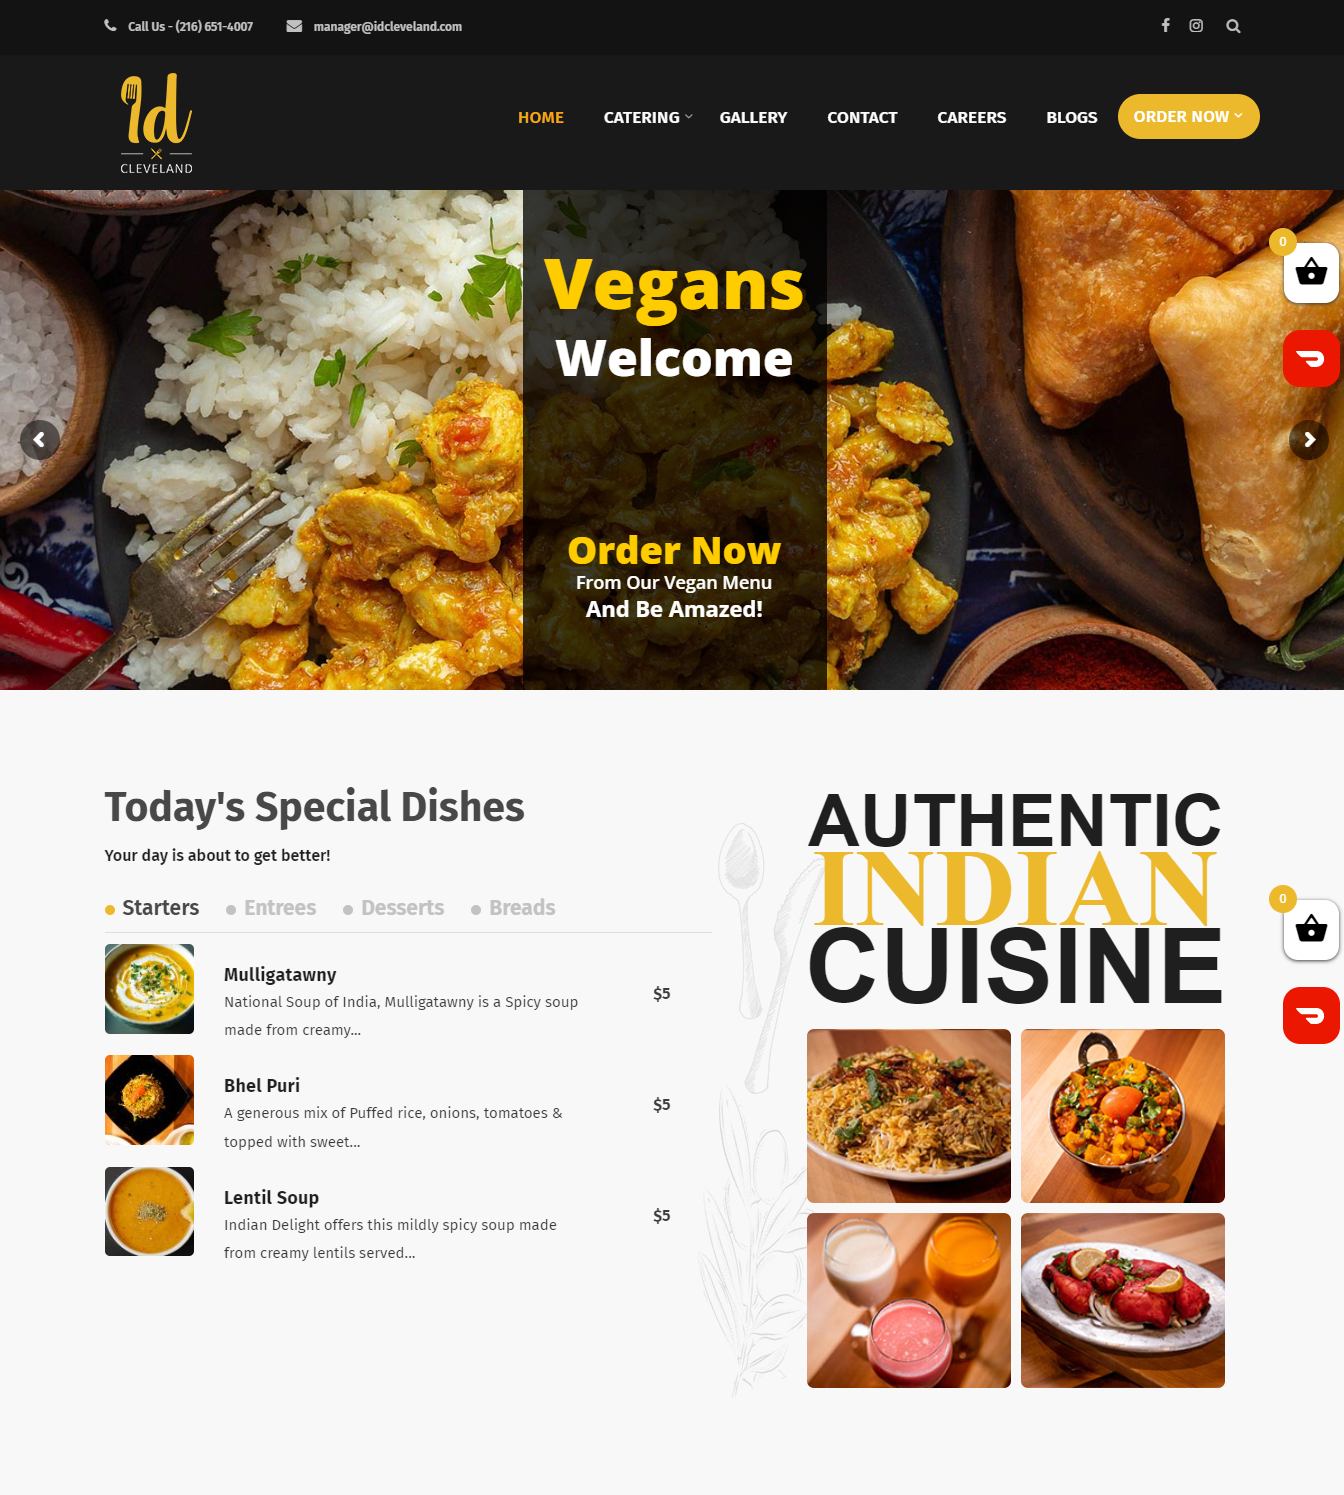 Call Us - (216) 651-4007
manager@idcleveland.com
Id
CLEVELAND
HOME
CATERING
GALLERY
CONTACT
CAREERS
BLOGS
ORDER NOW
Vegans
Welcome
Order Now
From Our Vegan Menu
And Be Amazed!
0
Today's Special Dishes
Your day is about to get better!
Starters
Entrees
Desserts
Breads
Mulligatawny
National Soup of India, Mulligatawny is a Spicy soup
made from creamy...
$5
Bhel Puri
A generous mix of Puffed rice, onions, tomatoes &
topped with sweet...
$5
Lentil Soup
Indian Delight offers this mildly spicy soup made
from creamy lentils served...
$5
AUTHENTIC
INDIAN
CUISINE
0